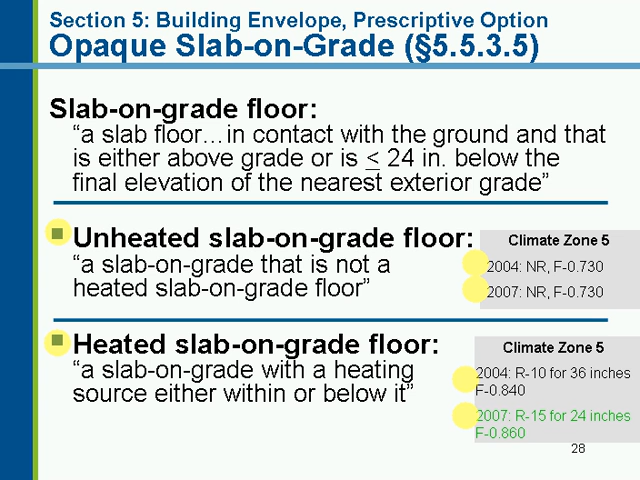 Section 5: Building Envelope, Prescriptive Option
Opaque Slab-on-Grade (§5.5.3.5)
Slab-on-grade floor:
“a slab floor…in contact with the ground and that
is either above grade or is < 24 in. below the
final elevation of the nearest exterior grade”
Unheated slab-on-grade floor:
“a slab-on-grade that is not a
heated slab-on-grade floor”
Climate Zone 5
2004: NR, F-0.730
2007: NR, F-0.730
Heated slab-on-grade floor:
“a slab-on-grade with a heating
source either within or below it”
Climate Zone 5
2004: R-10 for 36 inches
F-0.840
2007: R-15 for 24 inches
F-0.860
28